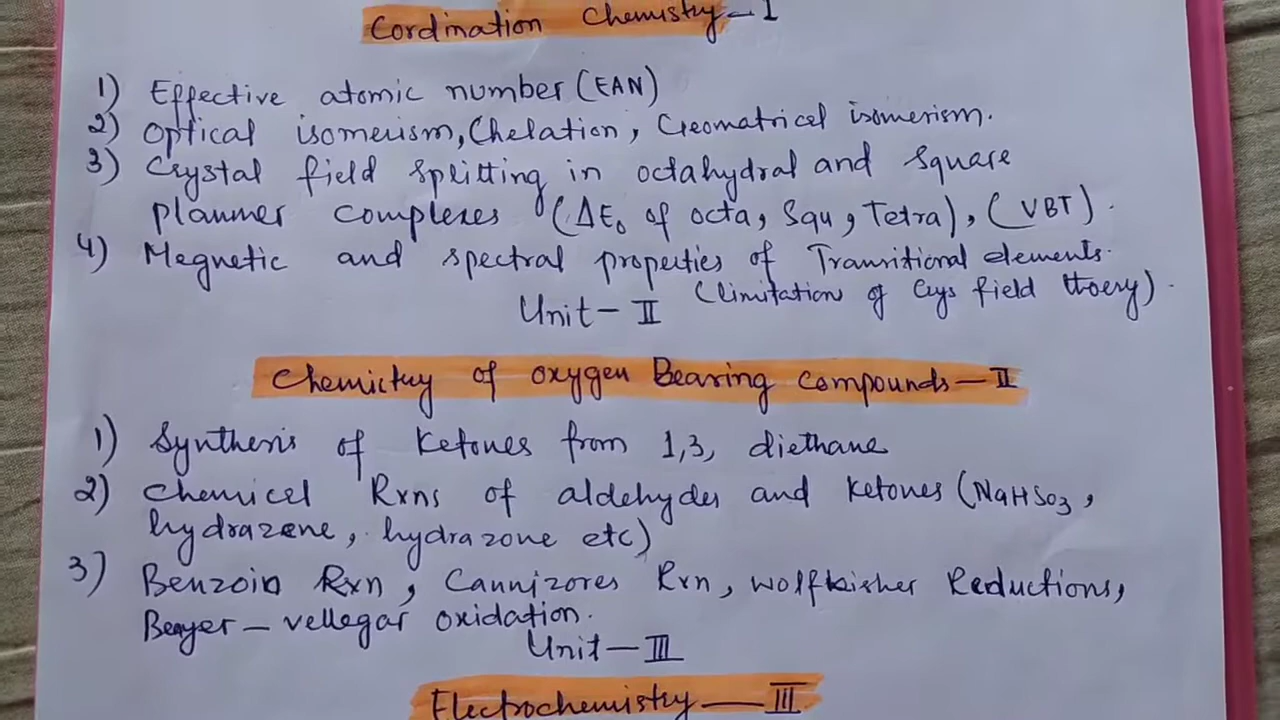 Cordination Chemistry - I
1) Effective atomic number (EAN)
2) Optical isomerism, Chelation, Geomatrical isomerism.
3) Crystal field splitting in octahydral and square
planner complexes (ΔE₀ of octa, Squ, Tetra), (VBT).
4) Magnetic and spectral properties of Transitional elements.
(limitation of Crys field thoery).
Unit - II
Chemictry of oxygen Bearing compounds - II
1) Synthesis of Ketones from 1,3, diethane
2) Chemical Rxns of aldehydes and ketones (NaHSO₃,
hydrazene, hydrazone etc)
3) Benzoin Rxn, Cannizores Rxn, wolfkisher Reductions,
Beayer - vellegar oxidation.
Unit - III
Electrochemistry - III